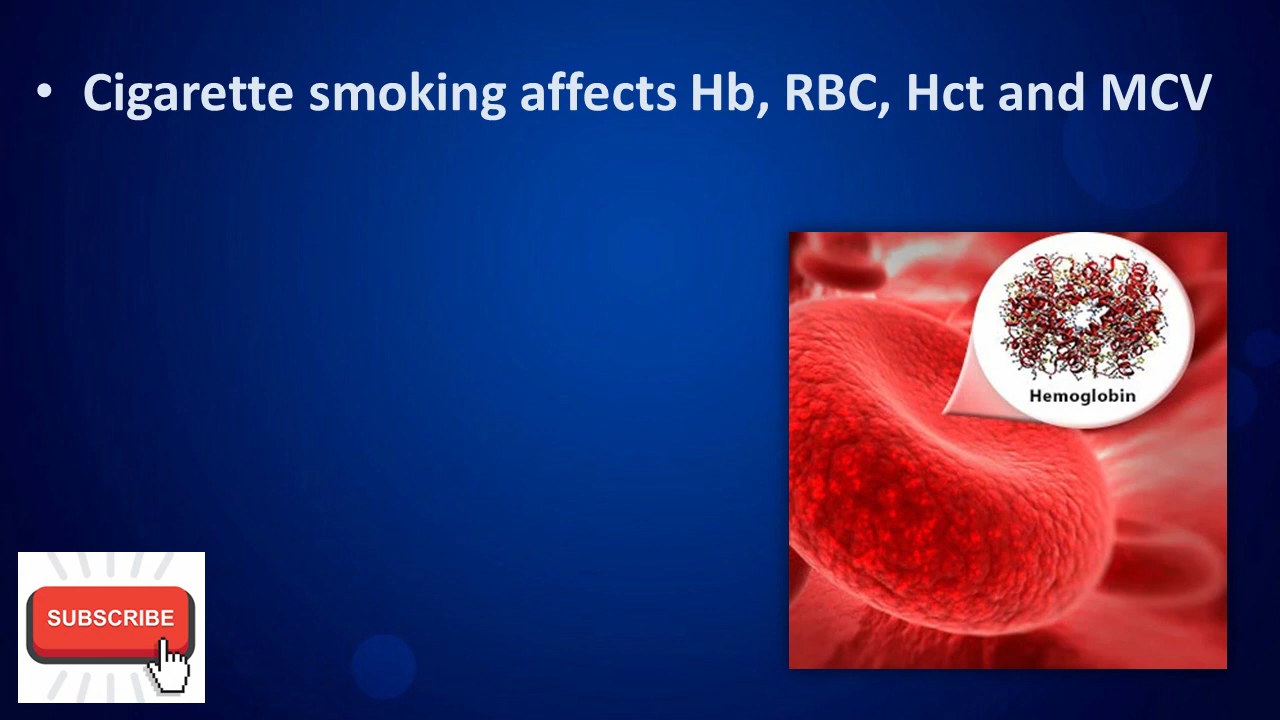 • Cigarette smoking affects Hb, RBC, Hct and MCV
Hemoglobin
SUBSCRIBE